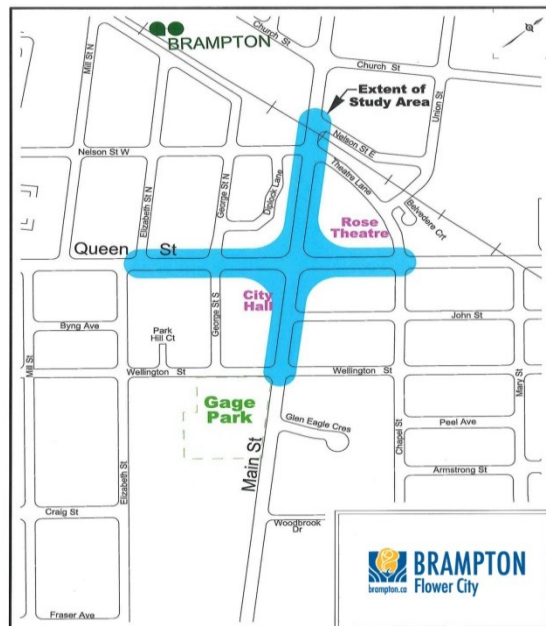 BRAMPTON
Church St
Church St
Mill St N
Extent of
Study Area
Union St
Nelson St E
Nelson St W
Theatre Lane
Elizabeth St N
George St N
Diplock Lane
Belvedere Crt
Rose
Theatre
Queen St
City
Hall
George St S
John St
Byng Ave
Park
Hill Ct
Mill St
Wellington St
Wellington St
Mary St
Gage
Park
Glen Eagle Cres
Peel Ave
Chapel St
Main St
Elizabeth St
Armstrong St
Craig St
Woodbrook
Dr
BRAMPTON
brampton.ca
Flower City
Fraser Ave